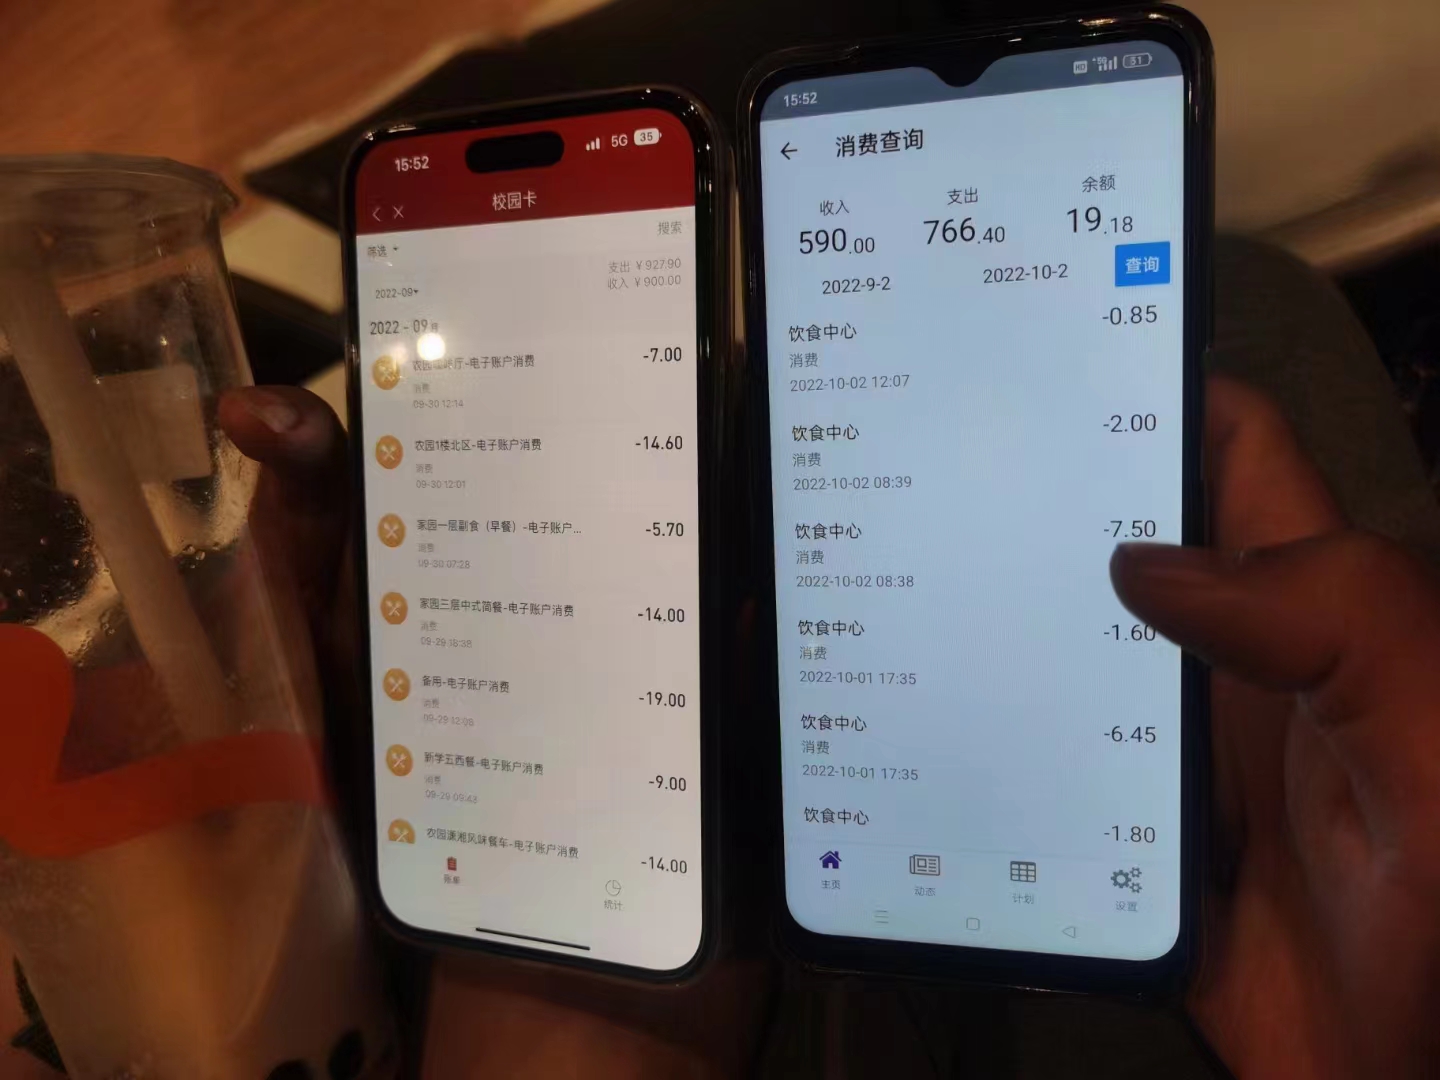 15:52
5G
35
校园卡
搜索
筛选
支出 ¥927.90
收入 ¥900.00
2022-09
2022-09月
农园咖啡厅-电子账户消费
-7.00
消费
09-30 12:14
农园1楼北区-电子账户消费
-14.60
消费
09-30 12:01
家园一层副食（早餐）-电子账户...
-5.70
消费
09-30 07:28
家园三层中式简餐-电子账户消费
-14.00
消费
09-29 18:38
备用-电子账户消费
-19.00
消费
09-29 12:08
新学五西餐-电子账户消费
-9.00
消费
09-29 09:43
农园潇湘风味餐车-电子账户消费
-14.00
账单
统计
15:52
HD
5G
31
消费查询
收入
支出
余额
590.00
766.40
19.18
2022-9-2
2022-10-2
查询
饮食中心
-0.85
消费
2022-10-02 12:07
饮食中心
-2.00
消费
2022-10-02 08:39
饮食中心
-7.50
消费
2022-10-02 08:38
饮食中心
-1.60
消费
2022-10-01 17:35
饮食中心
-6.45
消费
2022-10-01 17:35
饮食中心
-1.80
主页
动态
计划
设置